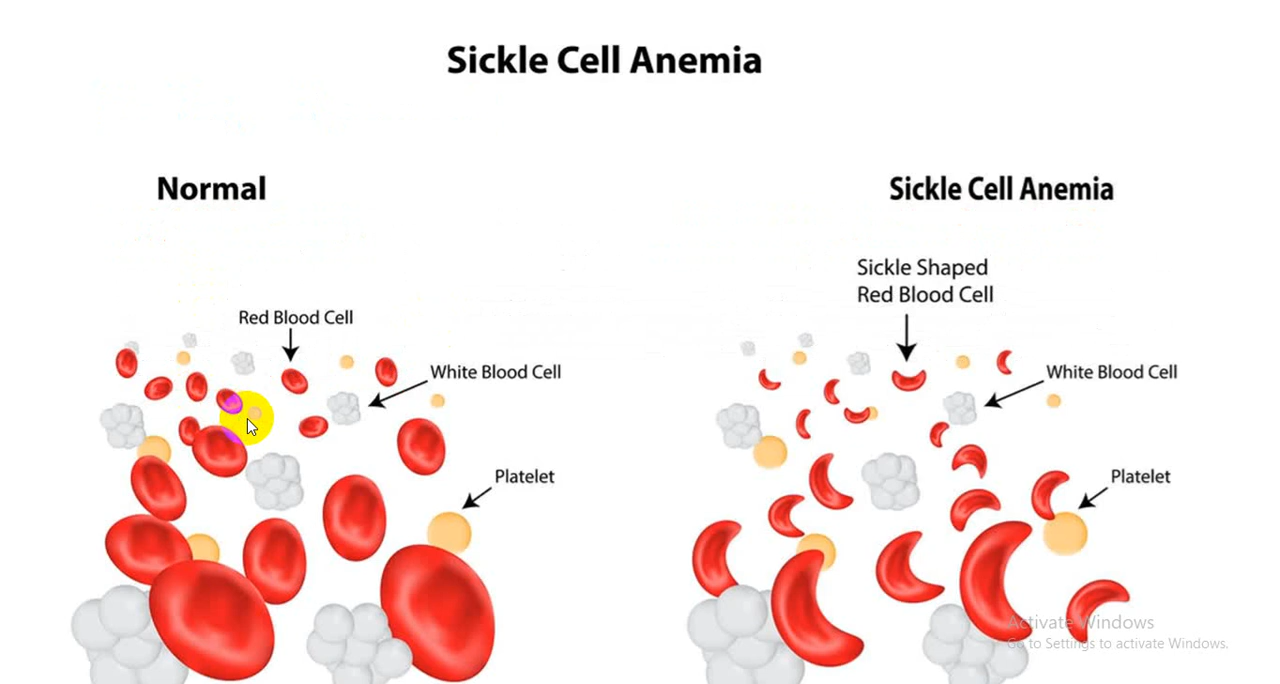 Sickle Cell Anemia
Normal
Sickle Cell Anemia
Sickle Shaped
Red Blood Cell
Red Blood Cell
White Blood Cell
White Blood Cell
Platelet
Platelet
Activate Windows
Go to Settings to activate Windows.